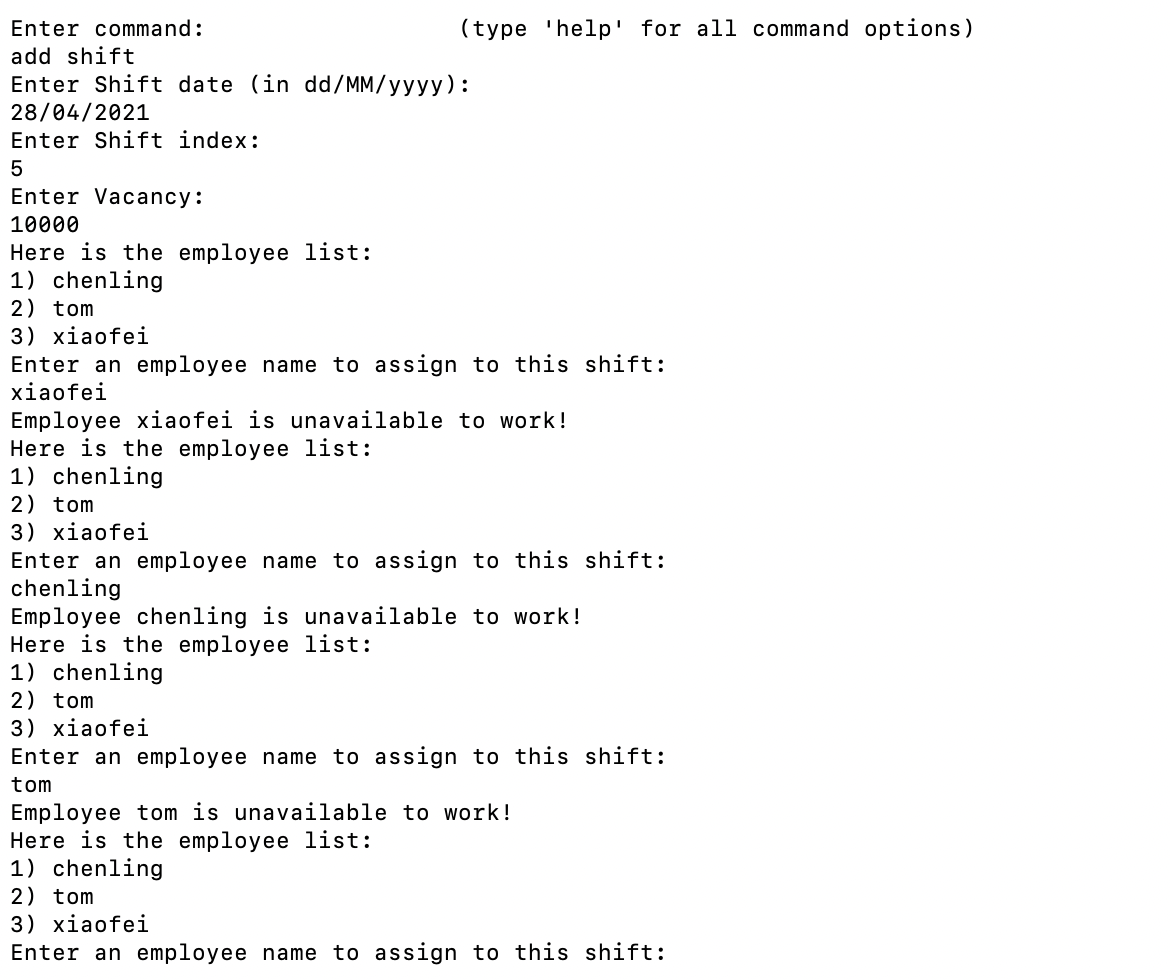 Enter command:                  (type 'help' for all command options)
add shift
Enter Shift date (in dd/MM/yyyy):
28/04/2021
Enter Shift index:
5
Enter Vacancy:
10000
Here is the employee list:
1) chenling
2) tom
3) xiaofei
Enter an employee name to assign to this shift:
xiaofei
Employee xiaofei is unavailable to work!
Here is the employee list:
1) chenling
2) tom
3) xiaofei
Enter an employee name to assign to this shift:
chenling
Employee chenling is unavailable to work!
Here is the employee list:
1) chenling
2) tom
3) xiaofei
Enter an employee name to assign to this shift:
tom
Employee tom is unavailable to work!
Here is the employee list:
1) chenling
2) tom
3) xiaofei
Enter an employee name to assign to this shift: